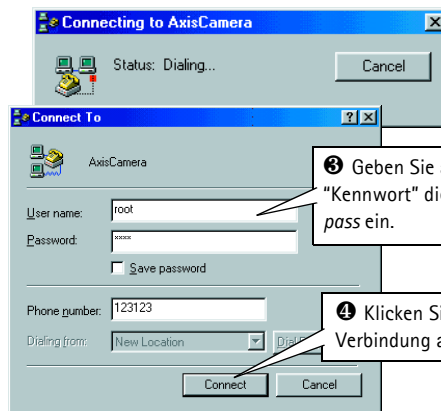 Connecting to AxisCamera
Status: Dialing...
Cancel
Connect To
AxisCamera
❸ Geben Sie
"Kennwort" die
pass ein.
User name: root
Password: xxxx
Save password
Phone number: 123123
❹ Klicken Si
Verbindung a
Dialing from: New Location
Connect
Cancel